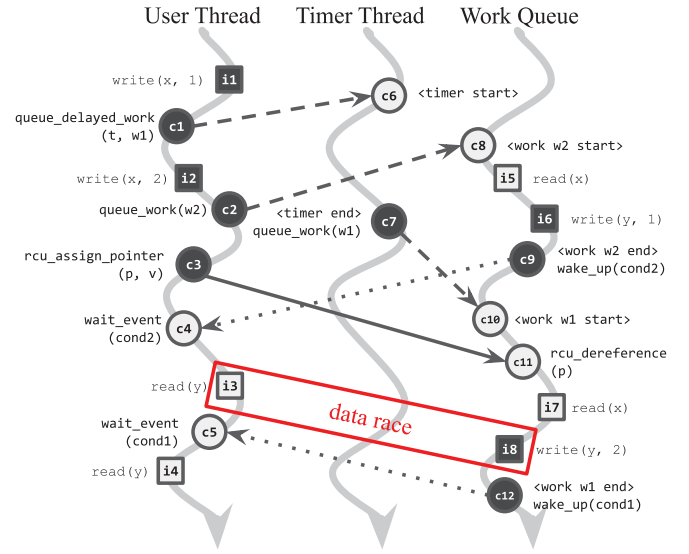 User Thread
Timer Thread
Work Queue
write(x, 1)
i1
c6
<timer start>
queue_delayed_work
(t, w1)
c1
c8
<work w2 start>
write(x, 2)
i2
i5
read(x)
queue_work(w2)
c2
<timer end>
queue_work(w1)
c7
i6
write(y, 1)
rcu_assign_pointer
(p, v)
c3
c9
<work w2 end>
wake_up(cond2)
wait_event
(cond2)
c4
c10
<work w1 start>
c11
rcu_dereference
(p)
read(y)
i3
data race
i7
read(x)
wait_event
(cond1)
c5
i8
write(y, 2)
read(y)
i4
c12
<work w1 end>
wake_up(cond1)